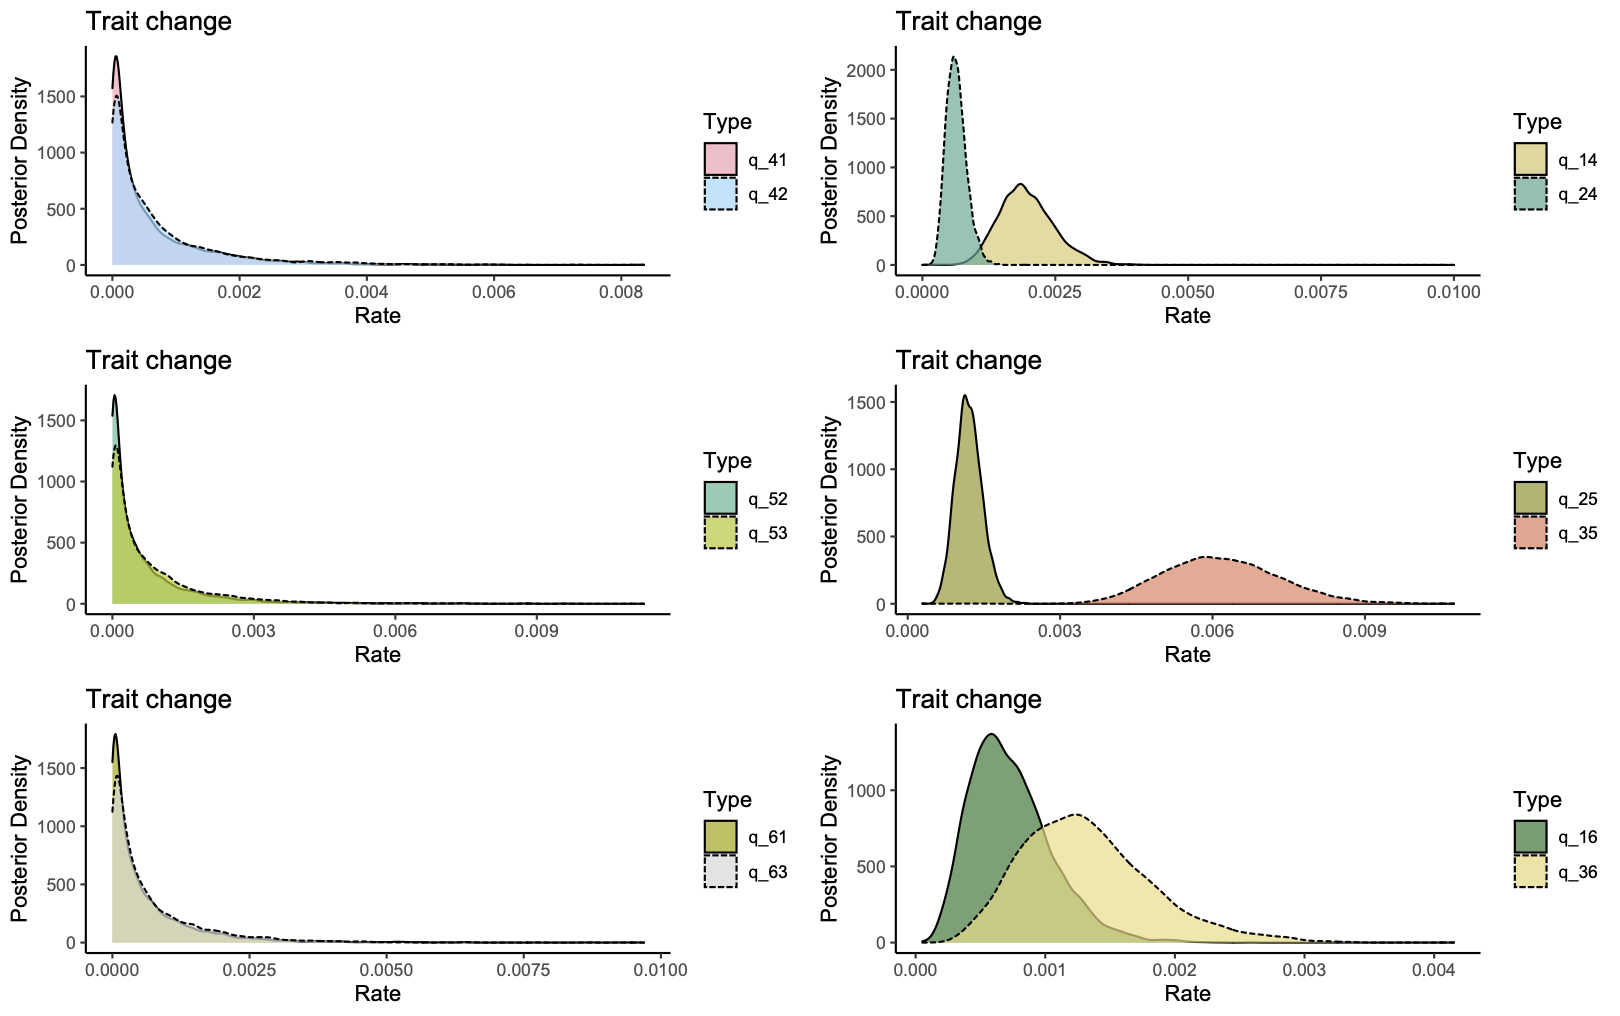 Trait change
Posterior Density
1500
1000
500
0
0.000 0.002 0.004 0.006 0.008
Rate
Type
q_41
q_42
Trait change
Posterior Density
2000
1500
1000
500
0
0.0000 0.0025 0.0050 0.0075 0.0100
Rate
Type
q_14
q_24
Trait change
Posterior Density
1500
1000
500
0
0.000 0.003 0.006 0.009
Rate
Type
q_52
q_53
Trait change
Posterior Density
1500
1000
500
0
0.000 0.003 0.006 0.009
Rate
Type
q_25
q_35
Trait change
Posterior Density
1500
1000
500
0
0.0000 0.0025 0.0050 0.0075 0.0100
Rate
Type
q_61
q_63
Trait change
Posterior Density
1000
500
0
0.000 0.001 0.002 0.003 0.004
Rate
Type
q_16
q_36